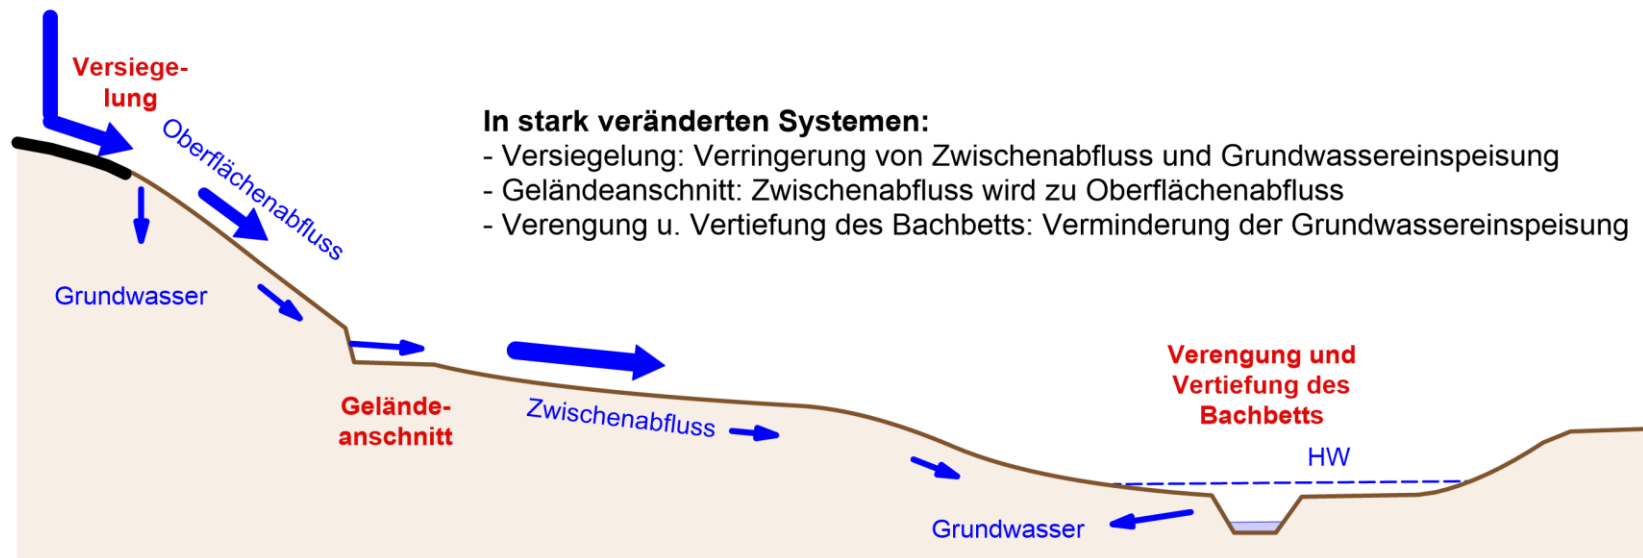 Versiege-
lung
Oberflächenabfluss
In stark veränderten Systemen:
- Versiegelung: Verringerung von Zwischenabfluss und Grundwassereinspeisung
- Geländeanschnitt: Zwischenabfluss wird zu Oberflächenabfluss
- Verengung u. Vertiefung des Bachbetts: Verminderung der Grundwassereinspeisung
Grundwasser
Gelände-
anschnitt
Zwischenabfluss
Verengung und
Vertiefung des
Bachbetts
HW
Grundwasser